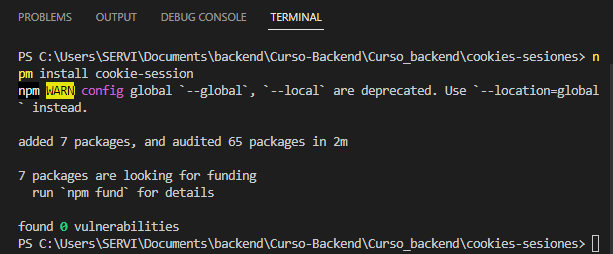 PROBLEMS OUTPUT DEBUG CONSOLE TERMINAL
PS C:\Users\SERVI\Documents\backend\Curso-Backend\Curso_backend\cookies-sesiones> n
pm install cookie-session
npm WARN config global `--global`, `--local` are deprecated. Use `--location=global
` instead.
added 7 packages, and audited 65 packages in 2m
7 packages are looking for funding
run `npm fund` for details
found 0 vulnerabilities
PS C:\Users\SERVI\Documents\backend\Curso-Backend\Curso_backend\cookies-sesiones>